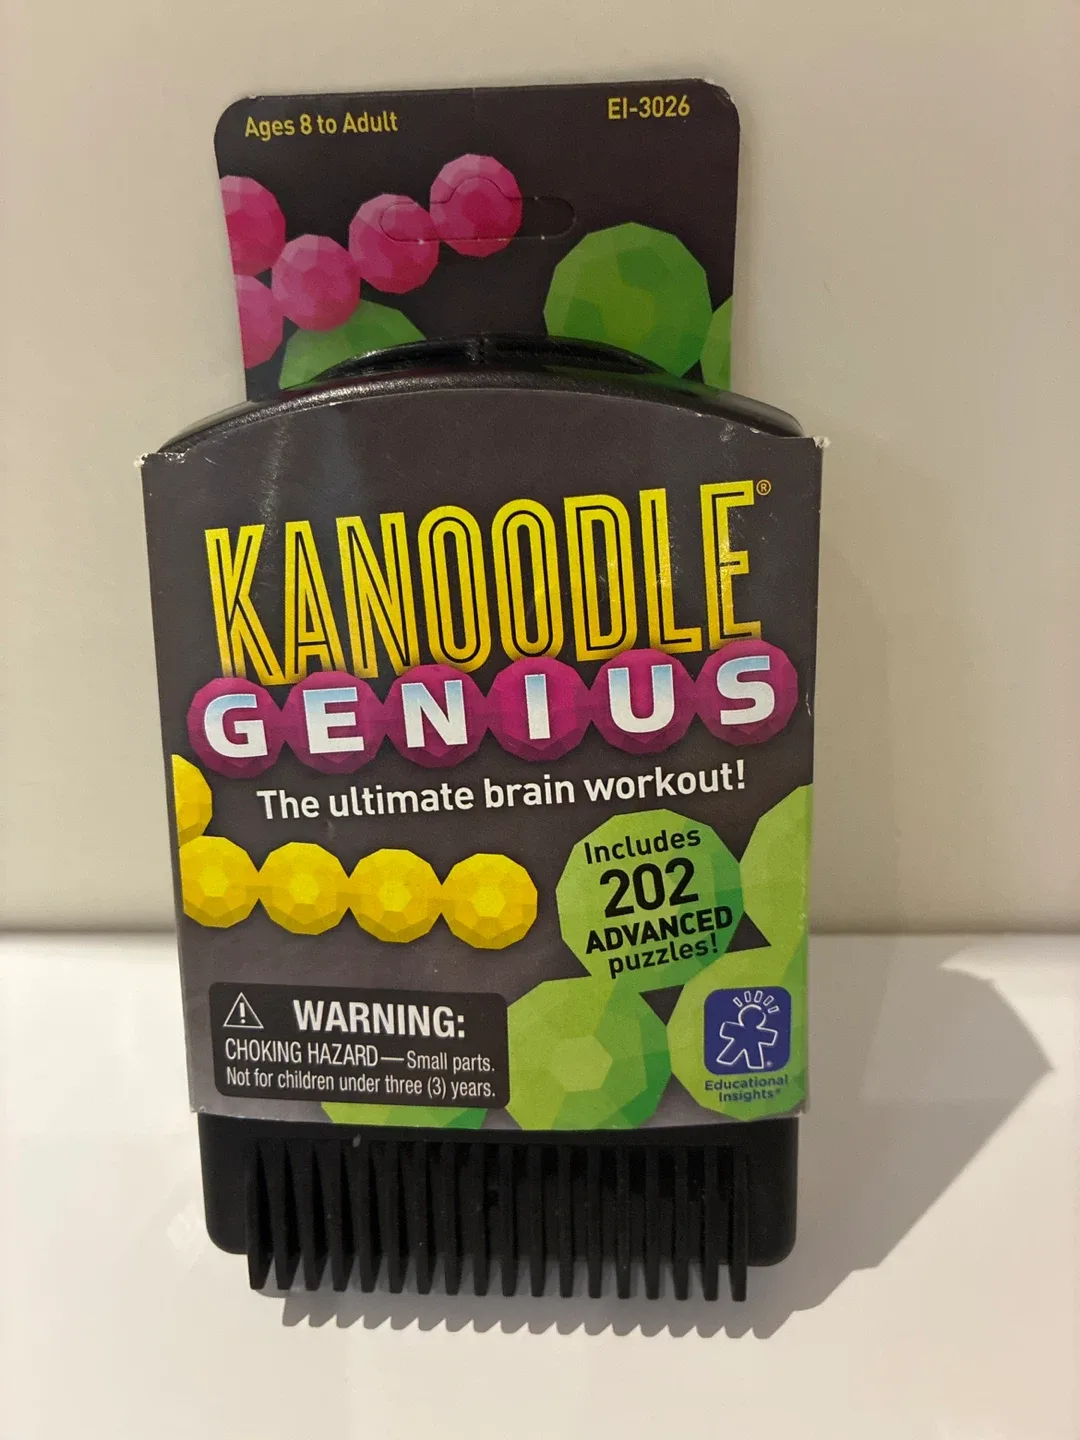 Ages 8 to Adult
EI-3026
KANOODLE®
GENIUS
The ultimate brain workout!
Includes
202
ADVANCED
puzzles!
WARNING:
CHOKING HAZARD—Small parts.
Not for children under three (3) years.
Educational
Insights®